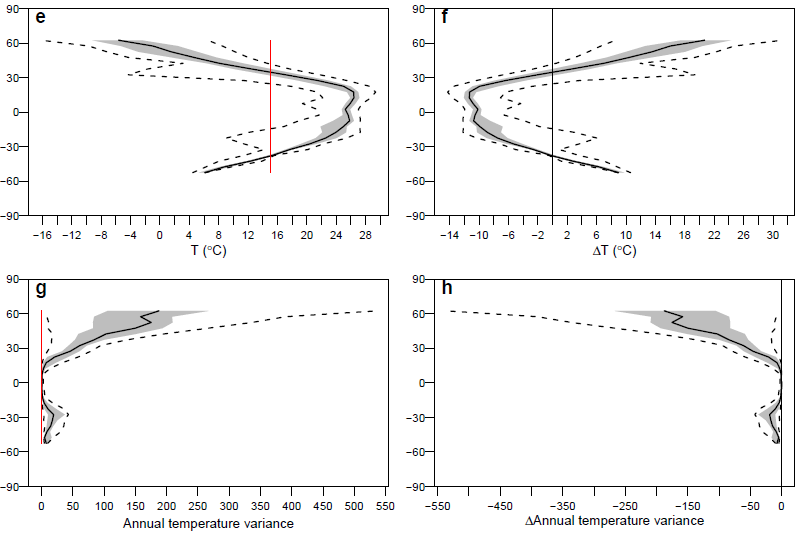 e
90
60
30
0
−30
−60
−90
−16 −12 −8 −4 0 4 8 12 16 20 24 28
T (°C)
f
90
60
30
0
−30
−60
−90
−14 −10 −6 −2 2 6 10 14 18 22 26 30
ΔT (°C)
g
90
60
30
0
−30
−60
−90
0 50 100 150 200 250 300 350 400 450 500 550
Annual temperature variance
h
90
60
30
0
−30
−60
−90
−550 −450 −350 −250 −150 −50 0
ΔAnnual temperature variance